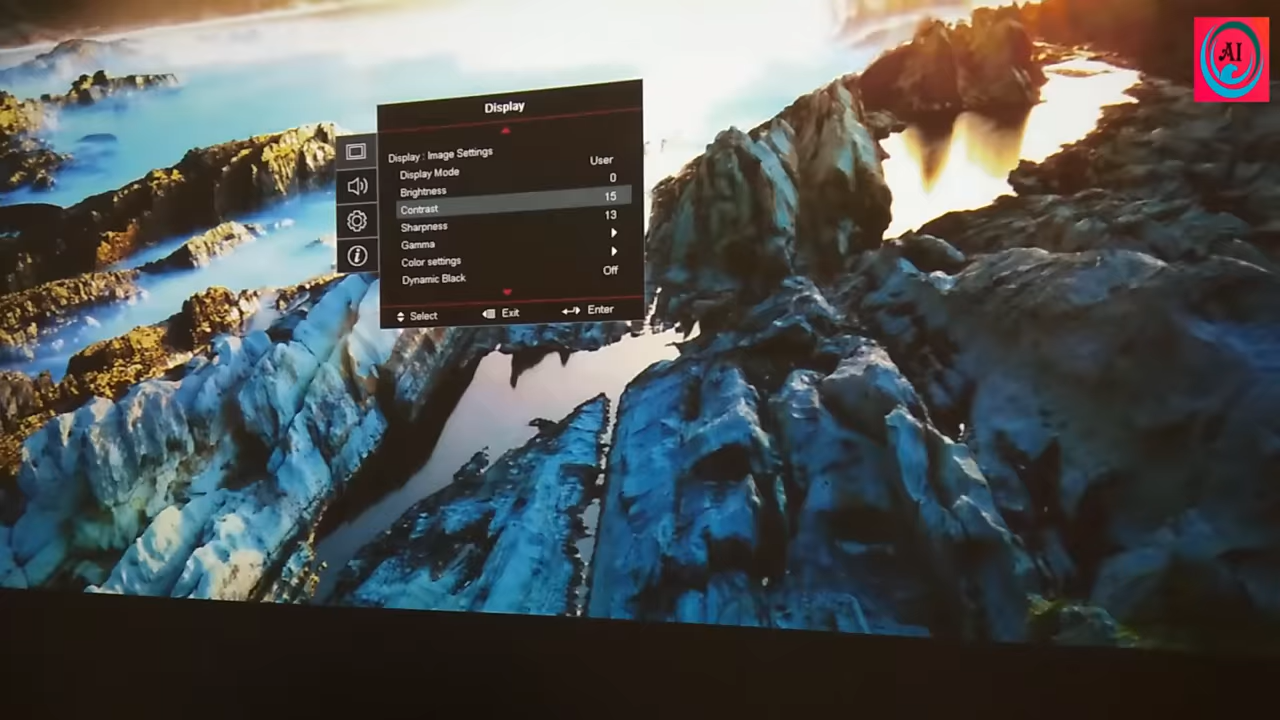 AI
Display
Display : Image Settings
Display Mode User
Brightness 0
Contrast 15
Sharpness 13
Gamma
Color settings
Dynamic Black Off
Select Exit Enter